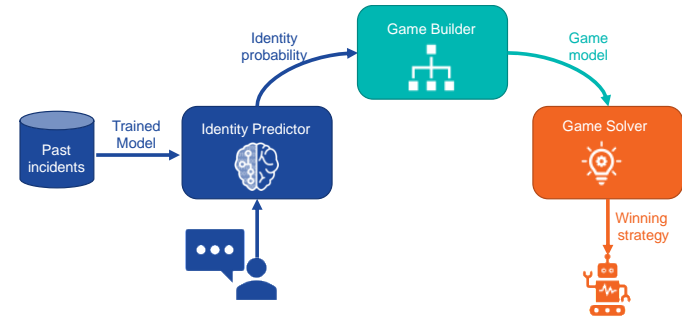 Identity
probability
Game Builder
Game
model
Past
incidents
Trained
Model
Identity Predictor
Game Solver
Winning
strategy